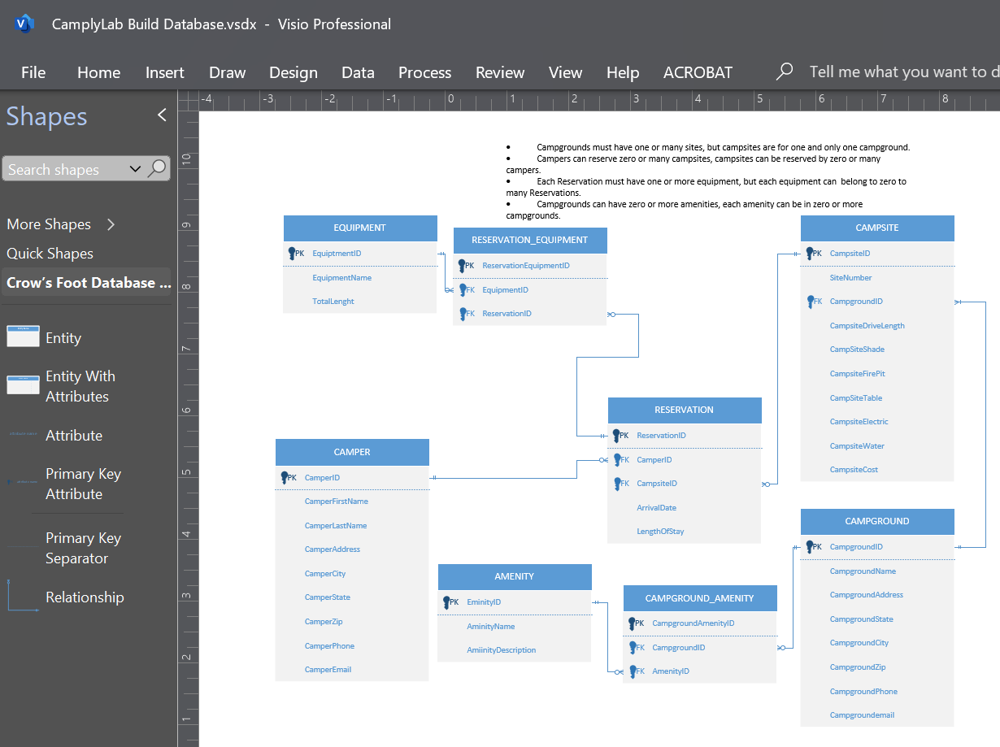 CamplyLab Build Database.vsdx - Visio Professional
File Home Insert Draw Design Data Process Review View Help ACROBAT Tell me what you want to d
Shapes
Search shapes
More Shapes
Quick Shapes
Crow's Foot Database ...
Entity
Entity With
Attributes
Attribute
Primary Key
Attribute
Primary Key
Separator
Relationship
-4 -3 -2 -1 0 1 2 3 4 5 6 7 8
10
9
8
7
6
5
4
3
2
1
• Campgrounds must have one or many sites, but campsites are for one and only one campground.
• Campers can reserve zero or many campsites, campsites can be reserved by zero or many
campers.
• Each Reservation must have one or more equipment, but each equipment can belong to zero to
many Reservations.
• Campgrounds can have zero or more amenities, each amenity can be in zero or more
campgrounds.
EQUIPMENT
PK EquiptmentID
EquipmentName
TotalLenght
RESERVATION_EQUIPMENT
PK ReservationEquipmentID
FK EquipmentID
FK ReservationID
CAMPSITE
PK CampsiteID
SiteNumber
FK CampgroundID
CampsiteDriveLength
CampSiteShade
CampsiteFirePit
CampSiteTable
CampsiteElectric
CampsiteWater
CampsiteCost
RESERVATION
PK ReservationID
FK CamperID
FK CampsiteID
ArrivalDate
LengthOfStay
CAMPER
PK CamperID
CamperFirstName
CamperLastName
CamperAddress
CamperCity
CamperState
CamperZip
CamperPhone
CamperEmail
AMENITY
PK EminityID
AminityName
AmiinityDescription
CAMPGROUND_AMENITY
PK CampgroundAmenityID
FK CampgroundID
FK AmenityID
CAMPGROUND
PK CampgroundID
CampgroundName
CampgroundAddress
CampgroundState
CampgroundCity
CampgroundZip
CampgroundPhone
Campgroundemail